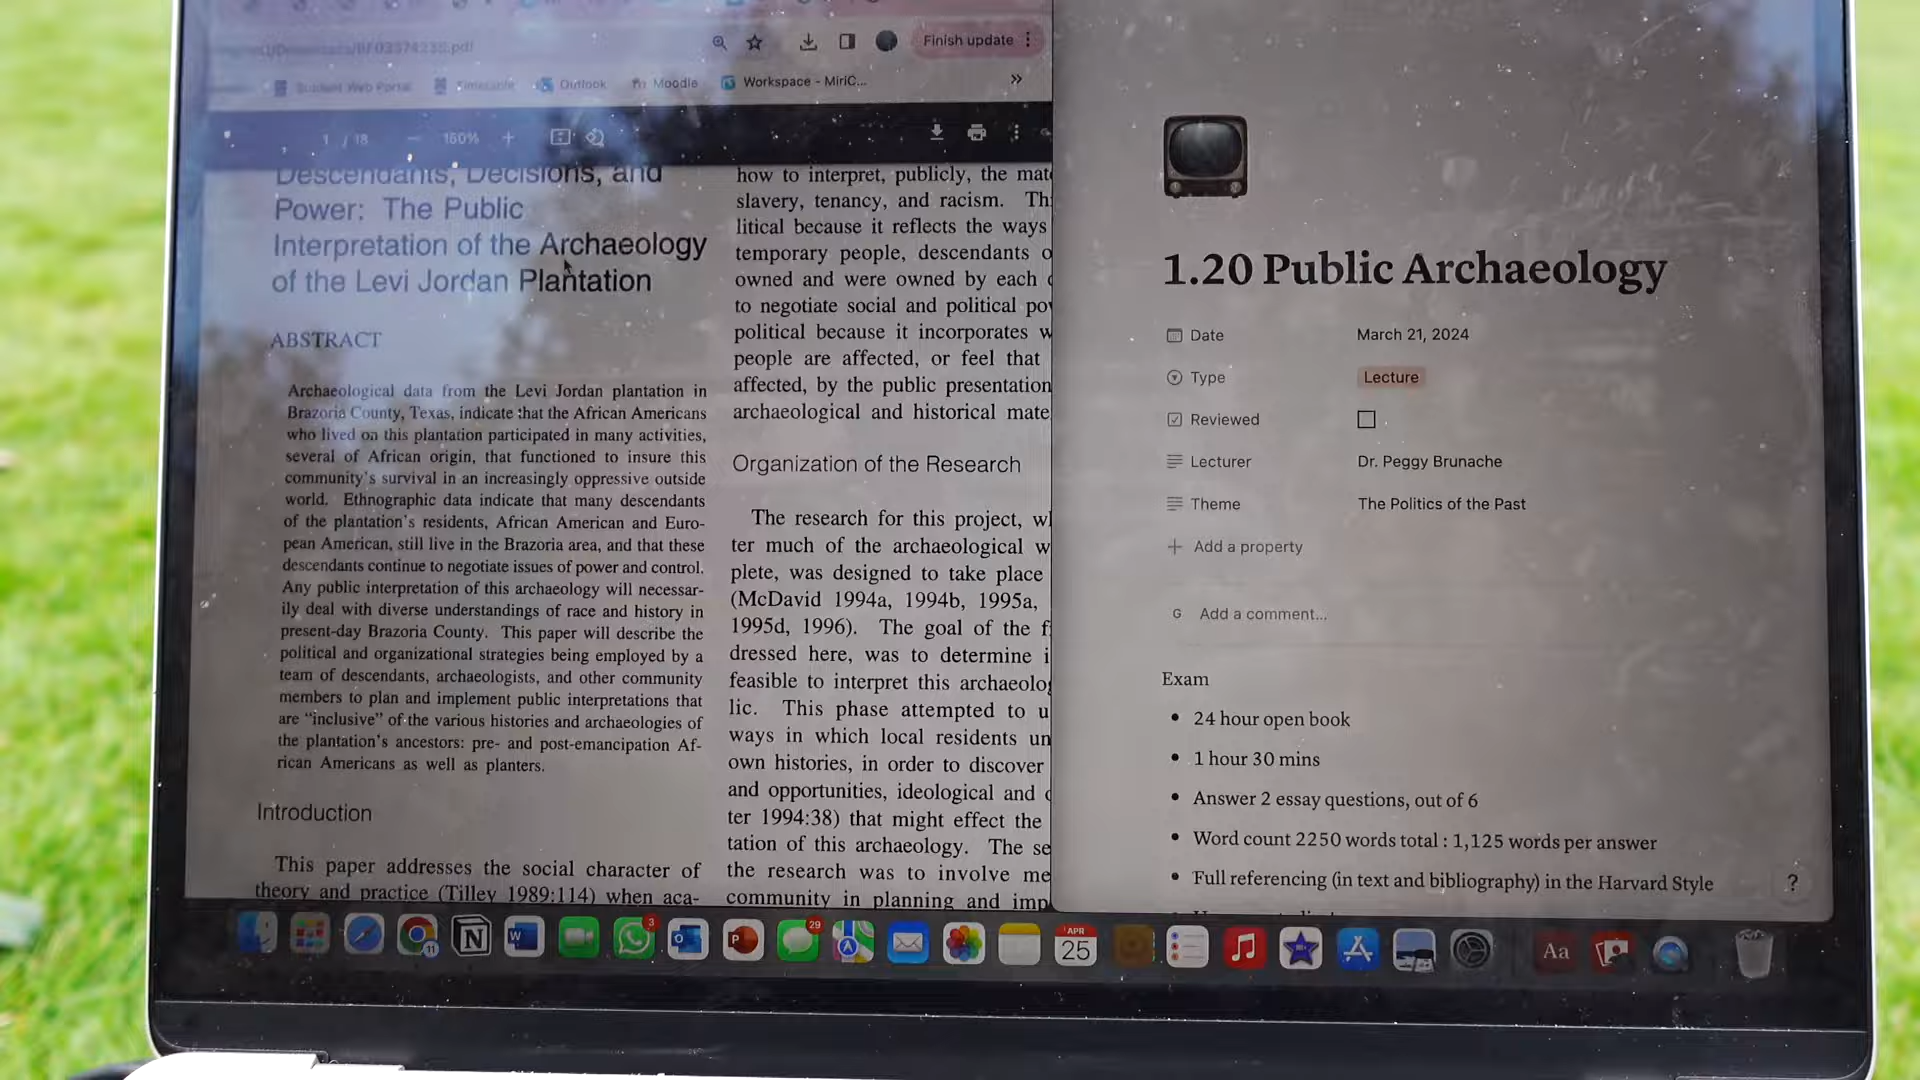 Finish update
Outlook
Moodle
Workspace - MiriC...
1 / 18
150%
Descendants, Decisions, and
Power: The Public
Interpretation of the Archaeology
of the Levi Jordan Plantation
ABSTRACT
Archaeological data from the Levi Jordan plantation in
Brazoria County, Texas, indicate that the African Americans
who lived on this plantation participated in many activities,
several of African origin, that functioned to insure this
community's survival in an increasingly oppressive outside
world. Ethnographic data indicate that many descendants
of the plantation's residents, African American and Euro-
pean American, still live in the Brazoria area, and that these
descendants continue to negotiate issues of power and control.
Any public interpretation of this archaeology will necessar-
ily deal with diverse understandings of race and history in
present-day Brazoria County. This paper will describe the
political and organizational strategies being employed by a
team of descendants, archaeologists, and other community
members to plan and implement public interpretations that
are “inclusive” of the various histories and archaeologies of
the plantation's ancestors: pre- and post-emancipation Af-
rican Americans as well as planters.
Introduction
This paper addresses the social character of
theory and practice (Tilley 1989:114) when aca-
how to interpret, publicly, the mat
slavery, tenancy, and racism. Th
litical because it reflects the ways
temporary people, descendants o
owned and were owned by each
to negotiate social and political po
political because it incorporates w
people are affected, or feel that
affected, by the public presentation
archaeological and historical mate
Organization of the Research
The research for this project, wl
ter much of the archaeological w
plete, was designed to take place
(McDavid 1994a, 1994b, 1995a,
1995d, 1996). The goal of the f
dressed here, was to determine i
feasible to interpret this archaeolog
lic. This phase attempted to u
ways in which local residents un
own histories, in order to discover
and opportunities, ideological and
ter 1994:38) that might effect the
tation of this archaeology. The se
the research was to involve me
community in planning and imp
1.20 Public Archaeology
Date March 21, 2024
Type Lecture
Reviewed
Lecturer Dr. Peggy Brunache
Theme The Politics of the Past
+ Add a property
G Add a comment...
Exam
• 24 hour open book
• 1 hour 30 mins
• Answer 2 essay questions, out of 6
• Word count 2250 words total : 1,125 words per answer
• Full referencing (in text and bibliography) in the Harvard Style
?
11
N
W
3
O
P
29
APR
25
Aa